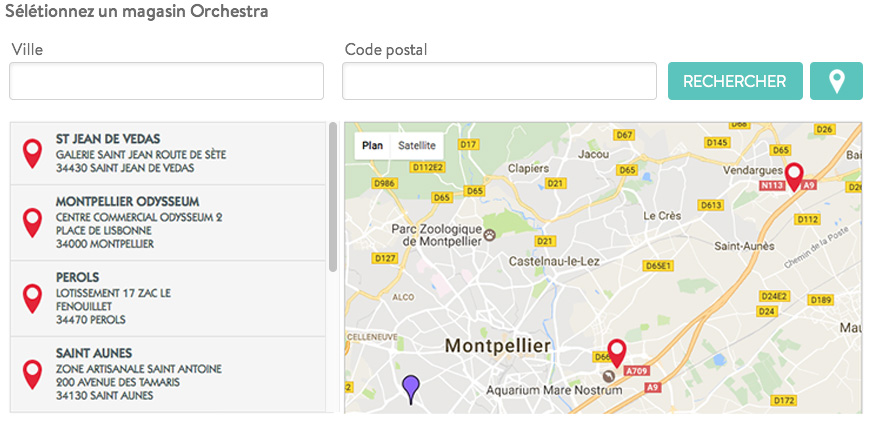 Sélétionnez un magasin Orchestra
Ville
Code postal
RECHERCHER
ST JEAN DE VEDAS
GALERIE SAINT JEAN ROUTE DE SÈTE
34430 SAINT JEAN DE VEDAS
MONTPELLIER ODYSSEUM
CENTRE COMMERCIAL ODYSSEUM 2
PLACE DE LISBONNE
34000 MONTPELLIER
PEROLS
LOTISSEMENT 17 ZAC LE
FENOUILLET
34470 PEROLS
SAINT AUNES
ZONE ARTISANALE SAINT ANTOINE
200 AVENUE DES TAMARIS
34130 SAINT AUNES
Plan Satellite
D68
D26
D67
D17
D145
D65
Jacou
Bai
D112E2
Clapiers
Vendargues
D986
D65
D21
N113 A9
D65
D65
D613
Le Crès
D112
Parc Zoologique
de Montpellier
D21
Saint-Aunès
Chemin de la Poste
D127
Castelnau-le-Lez
D65E1
ALCO
D24E2
D189
D24
CELLENEUVE
Mau
Montpellier
D66
A709
Aquarium Mare Nostrum
A9
D172